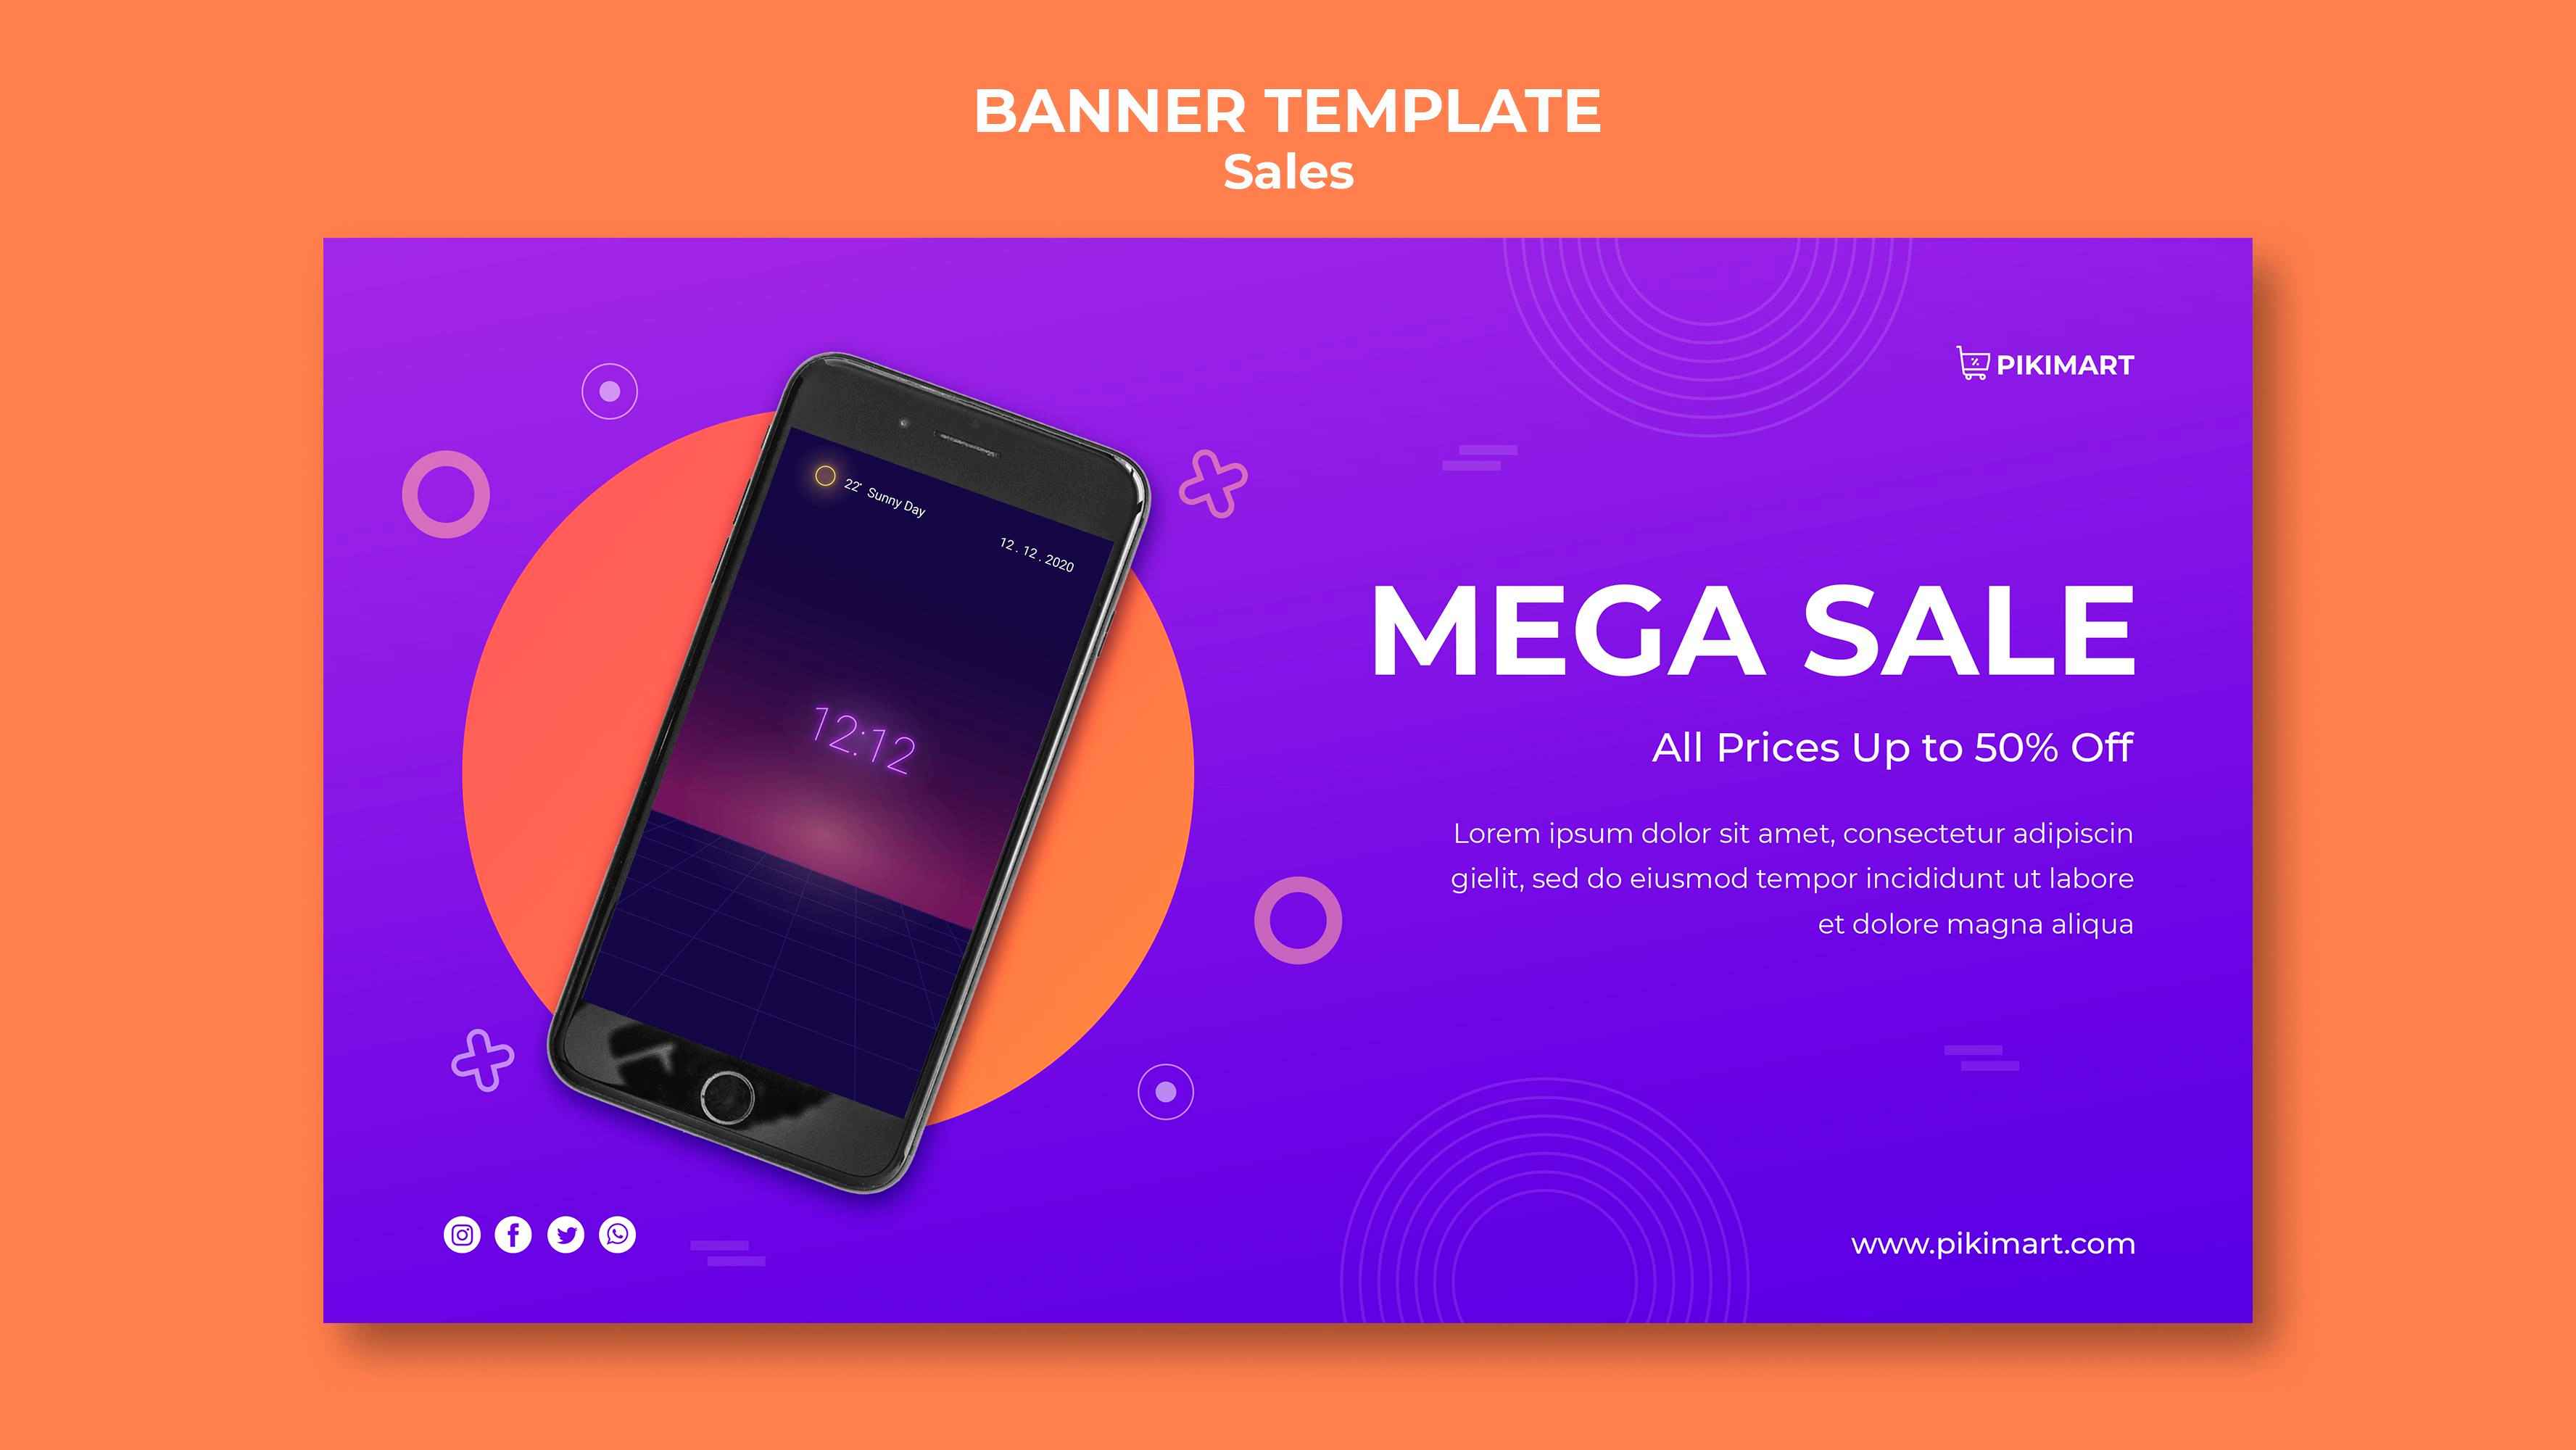 BANNER TEMPLATE
Sales
PIKIMART
22° Sunny Day
12 . 12 . 2020
12:12
MEGA SALE
All Prices Up to 50% Off
Lorem ipsum dolor sit amet, consectetur adipiscin
gielit, sed do eiusmod tempor incididunt ut labore
et dolore magna aliqua
www.pikimart.com